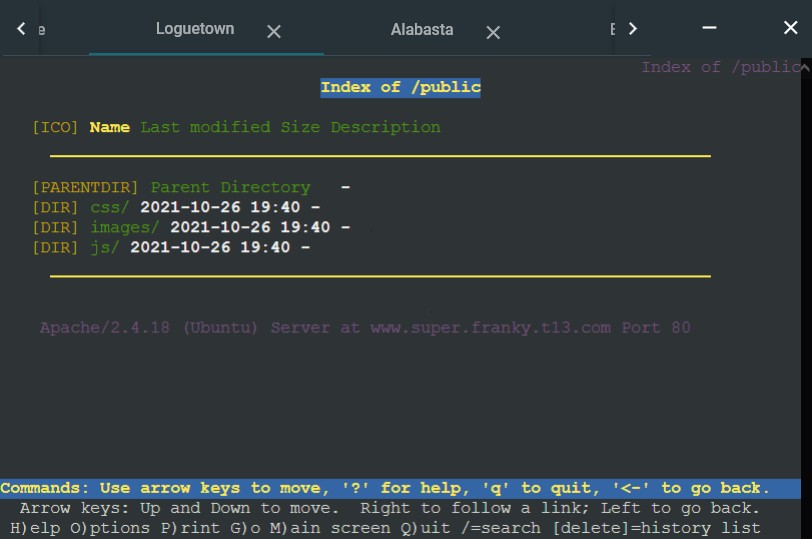 e Loguetown Alabasta
Index of /public
Index of /public
[ICO] Name Last modified Size Description
[PARENTDIR] Parent Directory -
[DIR] css/ 2021-10-26 19:40 -
[DIR] images/ 2021-10-26 19:40 -
[DIR] js/ 2021-10-26 19:40 -
Apache/2.4.18 (Ubuntu) Server at www.super.franky.t13.com Port 80
Commands: Use arrow keys to move, '?' for help, 'q' to quit, '<-' to go back.
Arrow keys: Up and Down to move. Right to follow a link; Left to go back.
H)elp O)ptions P)rint G)o M)ain screen Q)uit /=search [delete]=history list